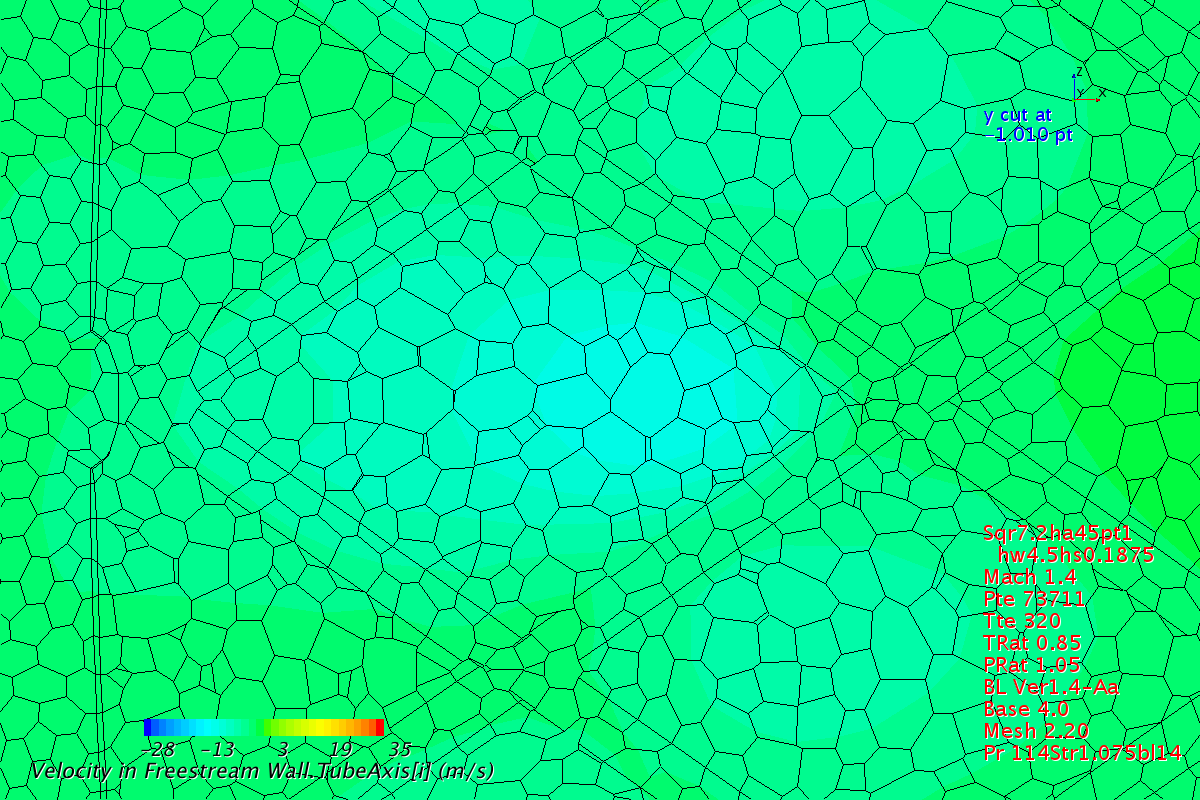 Z
Y X
y cut at
-1.010 pt
Sqr7.2ha45pt1
hw4.5hs0.1875
Mach 1.4
Pte 73711
Tte 320
TRat 0.85
PRat 1.05
BL Ver1.4-Aa
Base 4.0
Mesh 2.20
Pr 114Str1.075bl14
-28 -13 3 19 35
Velocity in Freestream Wall.TubeAxis[i] (m/s)